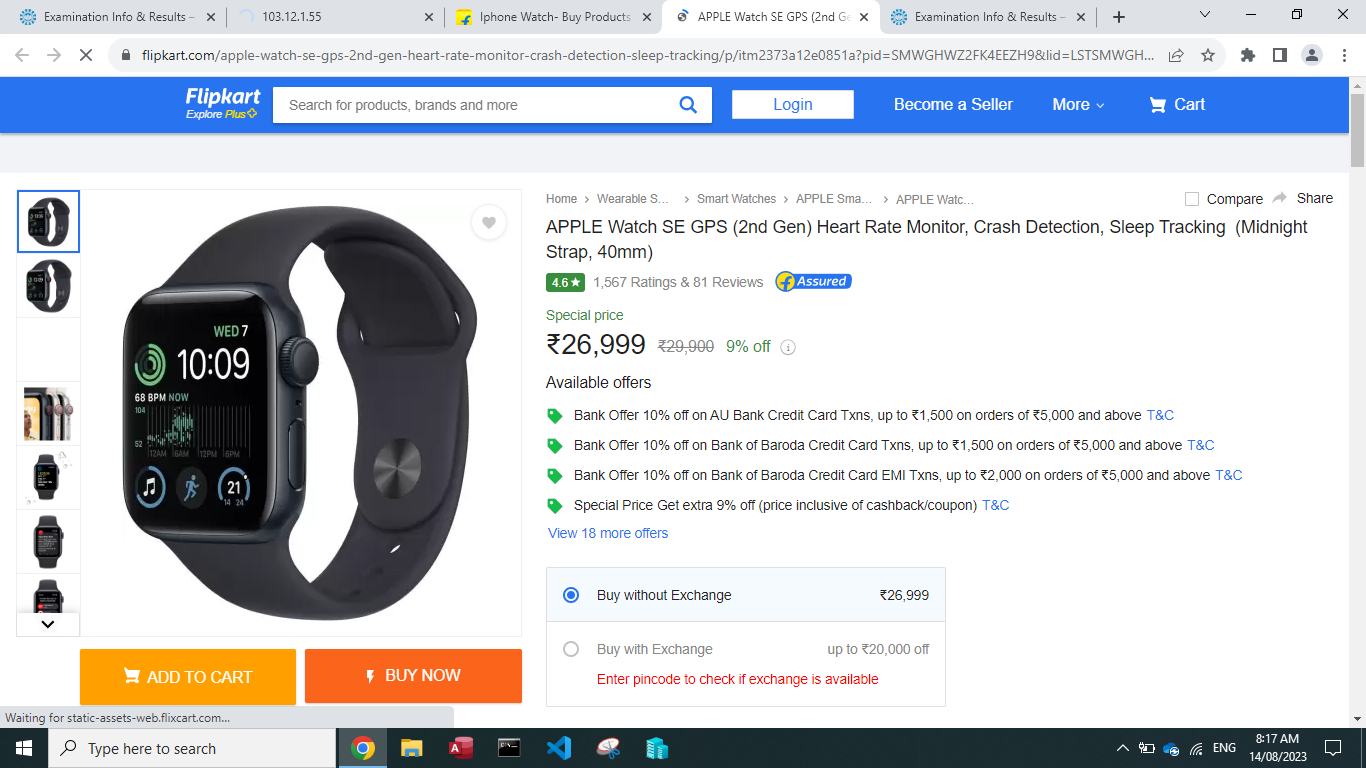 Examination Info & Results –
103.12.1.55
Iphone Watch- Buy Products
APPLE Watch SE GPS (2nd Ge
Examination Info & Results –
flipkart.com/apple-watch-se-gps-2nd-gen-heart-rate-monitor-crash-detection-sleep-tracking/p/itm2373a12e0851a?pid=SMWGHWZ2FK4EEZH9&lid=LSTSMWGH...
Flipkart
Explore Plus
Search for products, brands and more
Login
Become a Seller
More
Cart
Home > Wearable S... > Smart Watches > APPLE Sma... > APPLE Watc...
Compare
Share
APPLE Watch SE GPS (2nd Gen) Heart Rate Monitor, Crash Detection, Sleep Tracking (Midnight
Strap, 40mm)
4.6★ 1,567 Ratings & 81 Reviews Assured
Special price
₹26,999 ₹29,900 9% off
Available offers
Bank Offer 10% off on AU Bank Credit Card Txns, up to ₹1,500 on orders of ₹5,000 and above T&C
Bank Offer 10% off on Bank of Baroda Credit Card Txns, up to ₹1,500 on orders of ₹5,000 and above T&C
Bank Offer 10% off on Bank of Baroda Credit Card EMI Txns, up to ₹2,000 on orders of ₹5,000 and above T&C
Special Price Get extra 9% off (price inclusive of cashback/coupon) T&C
View 18 more offers
Buy without Exchange ₹26,999
Buy with Exchange up to ₹20,000 off
Enter pincode to check if exchange is available
WED 7
10:09
68 BPM NOW
104
52
12AM 6AM 12PM 6PM
21
14 24
ADD TO CART
BUY NOW
Waiting for static-assets-web.flixcart.com...
Type here to search
ENG
8:17 AM
14/08/2023